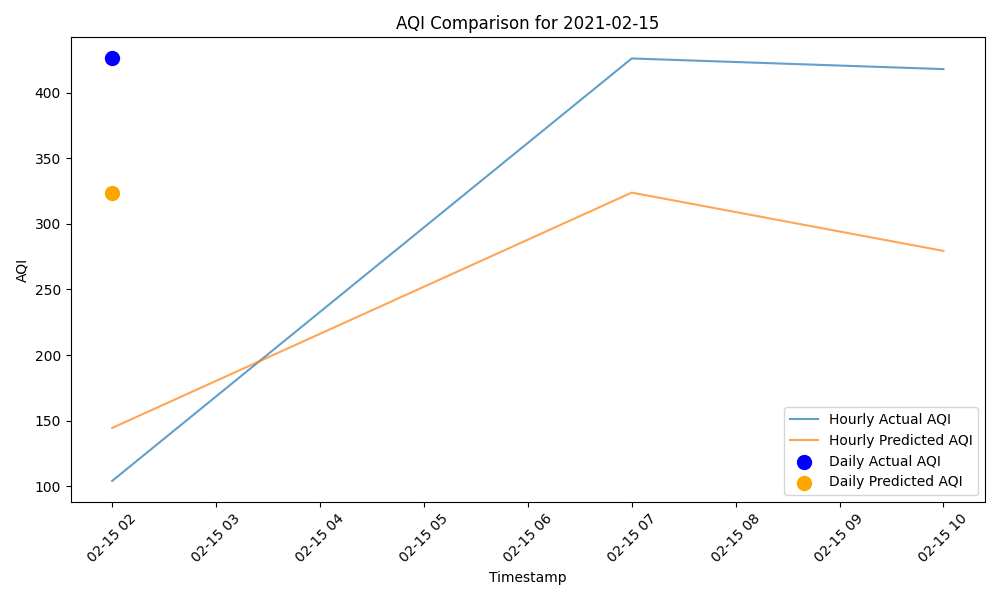 AQI Comparison for 2021-02-15
AQI
400
350
300
250
200
150
100
Hourly Actual AQI
Hourly Predicted AQI
Daily Actual AQI
Daily Predicted AQI
02-15 02
02-15 03
02-15 04
02-15 05
02-15 06
02-15 07
02-15 08
02-15 09
02-15 10
Timestamp